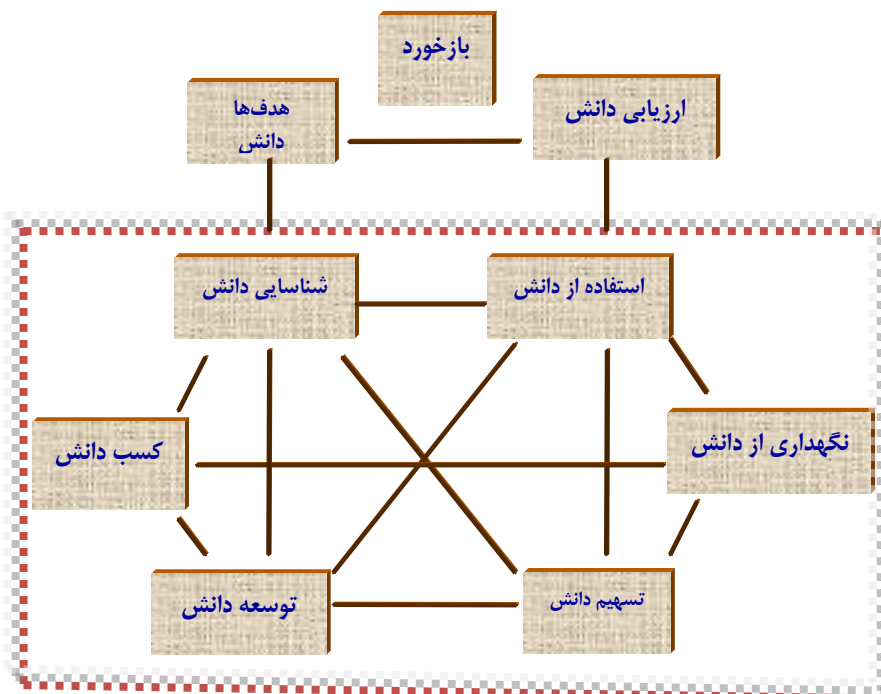 بازخورد
ارزیابی دانش
هدف‌ها
دانش
استفاده از دانش
شناسایی دانش
نگهداری از دانش
کسب دانش
تسهیم دانش
توسعه دانش